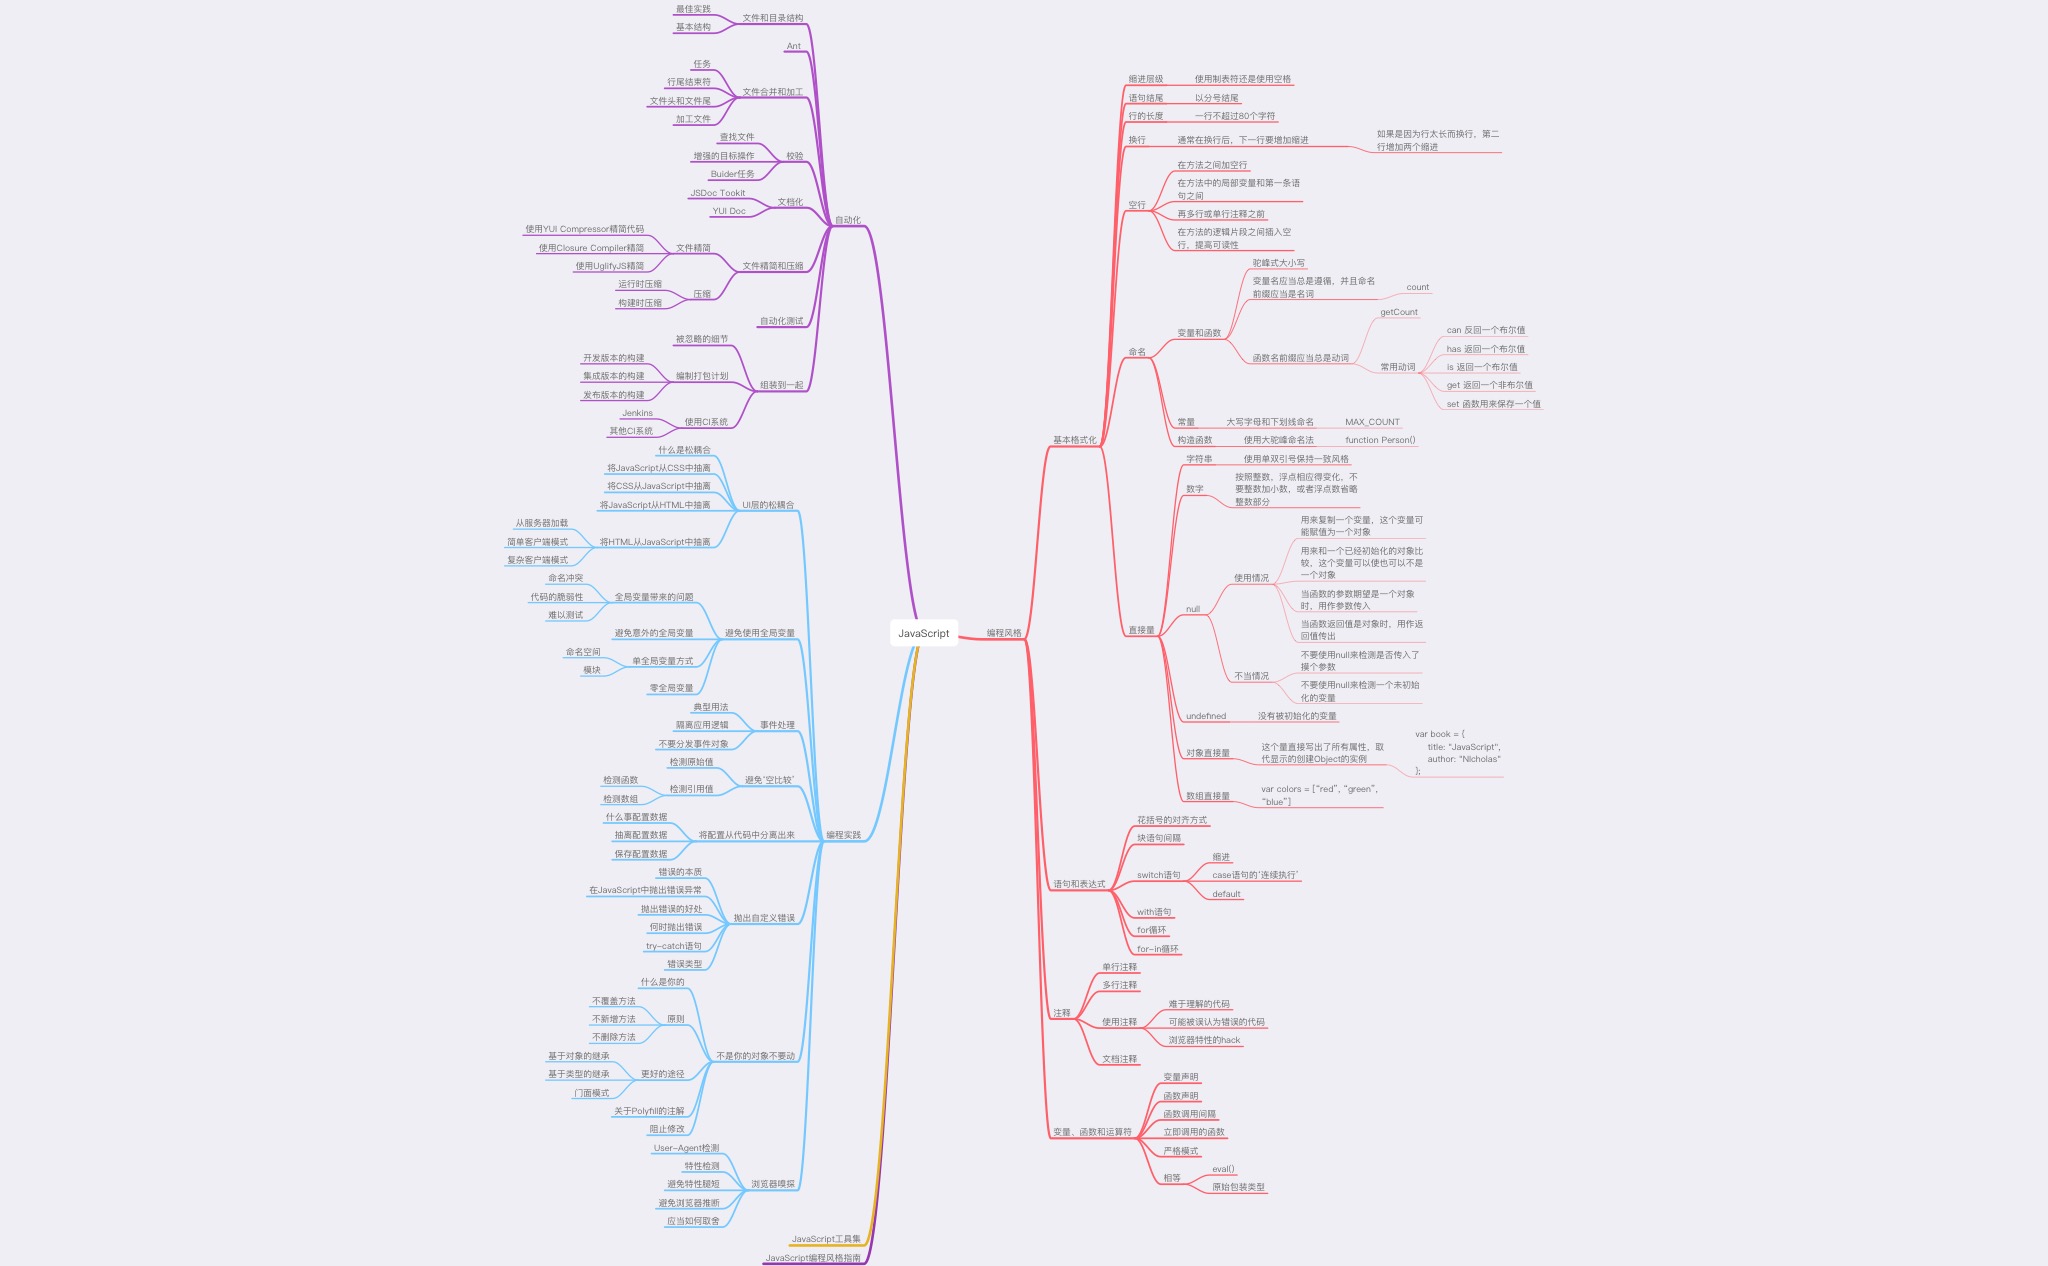 JavaScript
编程风格
基本格式化
缩进层级
使用制表符还是使用空格
语句结尾
以分号结尾
行的长度
一行不超过80个字符
换行
通常在换行后，下一行要增加缩进
如果是因为行太长而换行，第二
行增加两个缩进
空行
在方法之间加空行
在方法中的局部变量和第一条语
句之间
再多行或单行注释之前
在方法的逻辑片段之间插入空
行，提高可读性
命名
变量和函数
驼峰式大小写
变量名应当总是遵循，并且命名
前缀应当是名词
count
函数名前缀应当总是动词
getCount
常用动词
can 反回一个布尔值
has 返回一个布尔值
is 返回一个布尔值
get 返回一个非布尔值
set 函数用来保存一个值
常量
大写字母和下划线命名
MAX_COUNT
构造函数
使用大驼峰命名法
function Person()
直接量
字符串
使用单双引号保持一致风格
数字
按照整数，浮点相应得变化，不
要整数加小数，或者浮点数省略
整数部分
null
使用情况
用来复制一个变量，这个变量可
能赋值为一个对象
用来和一个已经初始化的对象比
较，这个变量可以使也可以不是
一个对象
当函数的参数期望是一个对象
时，用作参数传入
当函数返回值是对象时，用作返
回值传出
不当情况
不要使用null来检测是否传入了
摸个参数
不要使用null来检测一个未初始
化的变量
undefined
没有被初始化的变量
对象直接量
这个量直接写出了所有属性，取
代显示的创建Object的实例
var book = {
title: "JavaScript",
author: "NIcholas"
};
数组直接量
var colors = [“red”, “green”,
“blue”]
语句和表达式
花括号的对齐方式
块语句间隔
switch语句
缩进
case语句的‘连续执行’
default
with语句
for循环
for-in循环
注释
单行注释
多行注释
使用注释
难于理解的代码
可能被误认为错误的代码
浏览器特性的hack
文档注释
变量、函数和运算符
变量声明
函数声明
函数调用间隔
立即调用的函数
严格模式
相等
eval()
原始包装类型
自动化
文件和目录结构
最佳实践
基本结构
Ant
文件合并和加工
任务
行尾结束符
文件头和文件尾
加工文件
校验
查找文件
增强的目标操作
Buider任务
文档化
JSDoc Tookit
YUI Doc
文件精简和压缩
文件精简
使用YUI Compressor精简代码
使用Closure Compiler精简
使用UglifyJS精简
压缩
运行时压缩
构建时压缩
自动化测试
组装到一起
被忽略的细节
编制打包计划
开发版本的构建
集成版本的构建
发布版本的构建
使用CI系统
Jenkins
其他CI系统
编程实践
UI层的松耦合
什么是松耦合
将JavaScript从CSS中抽离
将CSS从JavaScript中抽离
将JavaScript从HTML中抽离
将HTML从JavaScript中抽离
从服务器加载
简单客户端模式
复杂客户端模式
避免使用全局变量
全局变量带来的问题
命名冲突
代码的脆弱性
难以测试
避免意外的全局变量
单全局变量方式
命名空间
模块
零全局变量
事件处理
典型用法
隔离应用逻辑
不要分发事件对象
避免‘空比较’
检测原始值
检测引用值
检测函数
检测数组
将配置从代码中分离出来
什么事配置数据
抽离配置数据
保存配置数据
抛出自定义错误
错误的本质
在JavaScript中抛出错误异常
抛出错误的好处
何时抛出错误
try-catch语句
错误类型
不是你的对象不要动
什么是你的
原则
不覆盖方法
不新增方法
不删除方法
更好的途径
基于对象的继承
基于类型的继承
门面模式
关于Polyfill的注解
阻止修改
浏览器嗅探
User-Agent检测
特性检测
避免特性腿短
避免浏览器推断
应当如何取舍
JavaScript工具集
JavaScript编程风格指南